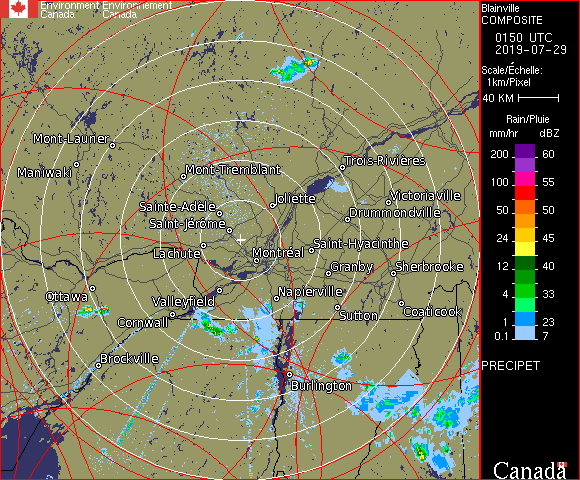 Environment Environnement
Canada Canada
Blainville
COMPOSITE
0150 UTC
2019-07-29
Scale/Échelle:
1km/Pixel
40 KM
Rain/Pluie
mm/hr dBZ
200 60
100 55
50 50
24 45
12 40
4 33
1 23
0.1 7
PRECIPET
Canada
Mont-Laurier
Maniwaki
Mont-Tremblant
Trois-Rivières
Sainte-Adèle
Joliette
Victoriaville
Saint-Jérôme
Drummondville
Lachute
Montréal
Saint-Hyacinthe
Granby
Sherbrooke
Ottawa
Valleyfield
Napierville
Cornwall
Sutton
Coaticook
Brockville
Burlington